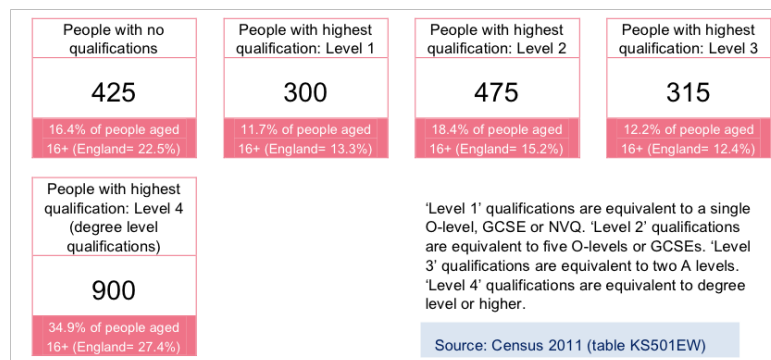 People with no
qualifications
425
16.4% of people aged
16+ (England= 22.5%)
People with highest
qualification: Level 1
300
11.7% of people aged
16+ (England= 13.3%)
People with highest
qualification: Level 2
475
18.4% of people aged
16+ (England= 15.2%)
People with highest
qualification: Level 3
315
12.2% of people aged
16+ (England= 12.4%)
People with highest
qualification: Level 4
(degree level
qualifications)
900
34.9% of people aged
16+ (England= 27.4%)
‘Level 1’ qualifications are equivalent to a single
O-level, GCSE or NVQ. ‘Level 2’ qualifications
are equivalent to five O-levels or GCSEs. ‘Level
3’ qualifications are equivalent to two A levels.
‘Level 4’ qualifications are equivalent to degree
level or higher.
Source: Census 2011 (table KS501EW)